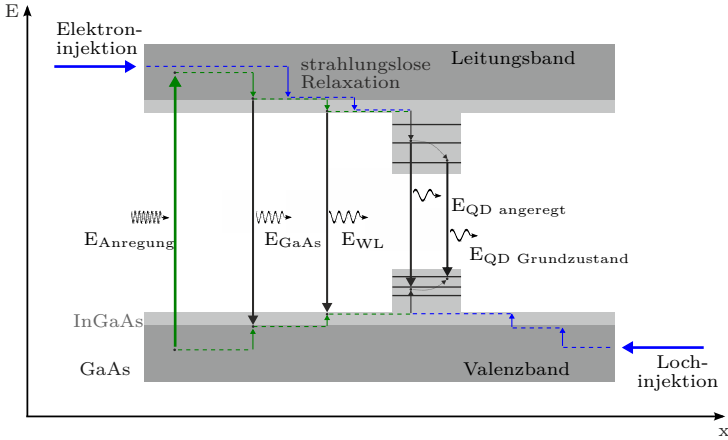 E
Elektron-
injektion
strahlungslose
Relaxation
Leitungsband
E_Anregung
E_GaAs
E_WL
E_QD angeregt
E_QD Grundzustand
InGaAs
GaAs
Valenzband
Loch-
injektion
x